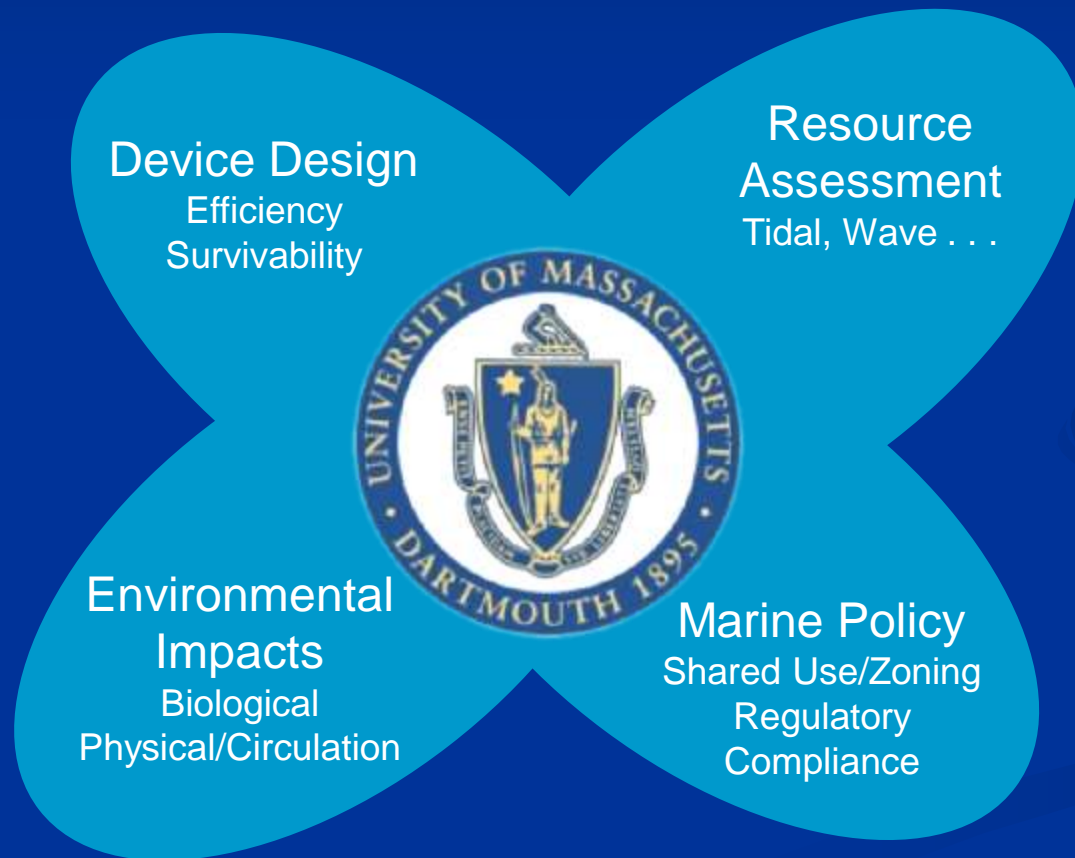 Device Design
Efficiency
Survivability
Resource
Assessment
Tidal, Wave . . .
UNIVERSITY OF MASSACHUSETTS
• DARTMOUTH 1895 •
Environmental
Impacts
Biological
Physical/Circulation
Marine Policy
Shared Use/Zoning
Regulatory
Compliance